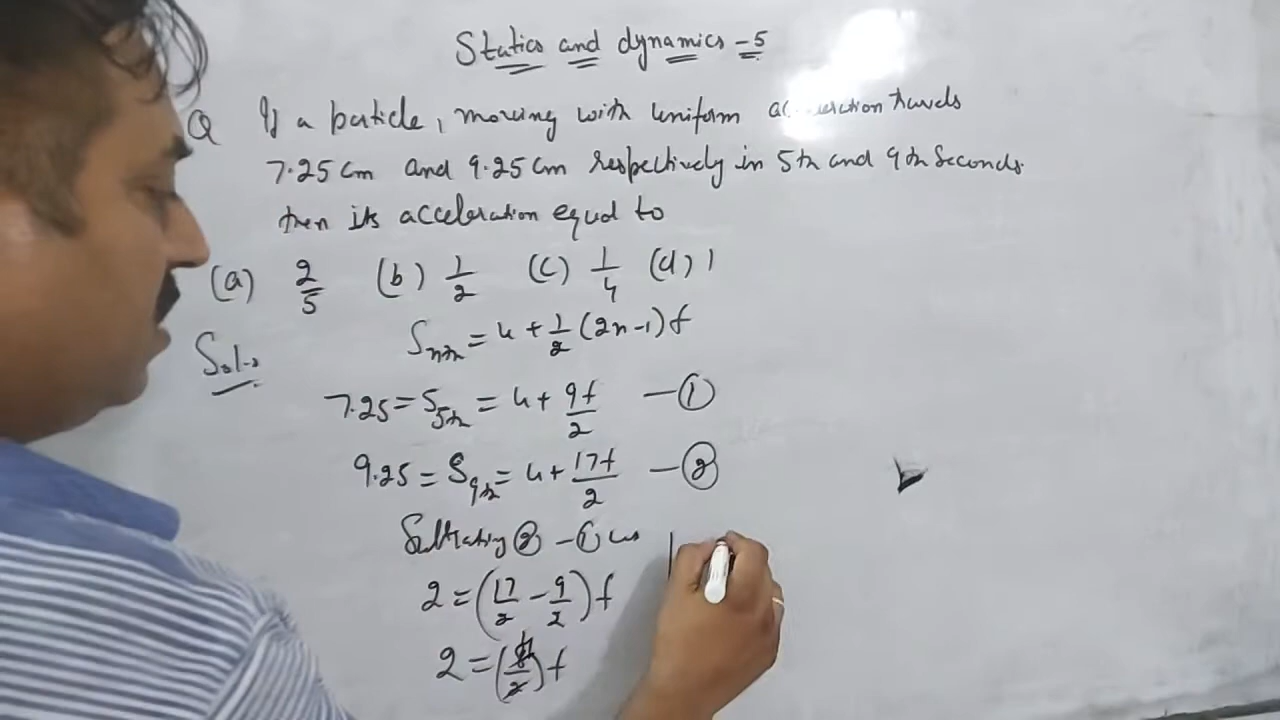 Statics and dynamics - 5
Q If a particle, moving with uniform acceleration travels
7.25 cm and 9.25 cm respectively in 5th and 9th seconds
then its acceleration equal to
(a) 2/5 (b) 1/2 (c) 1/4 (d) 1
Sol. S_nth = u + 1/2 (2n-1) f
7.25 = S_5th = u + 9f/2 — ①
9.25 = S_9th = u + 17f/2 — ②
Subtracting ② - ① we
2 = (17/2 - 9/2) f
2 = (8/2) f